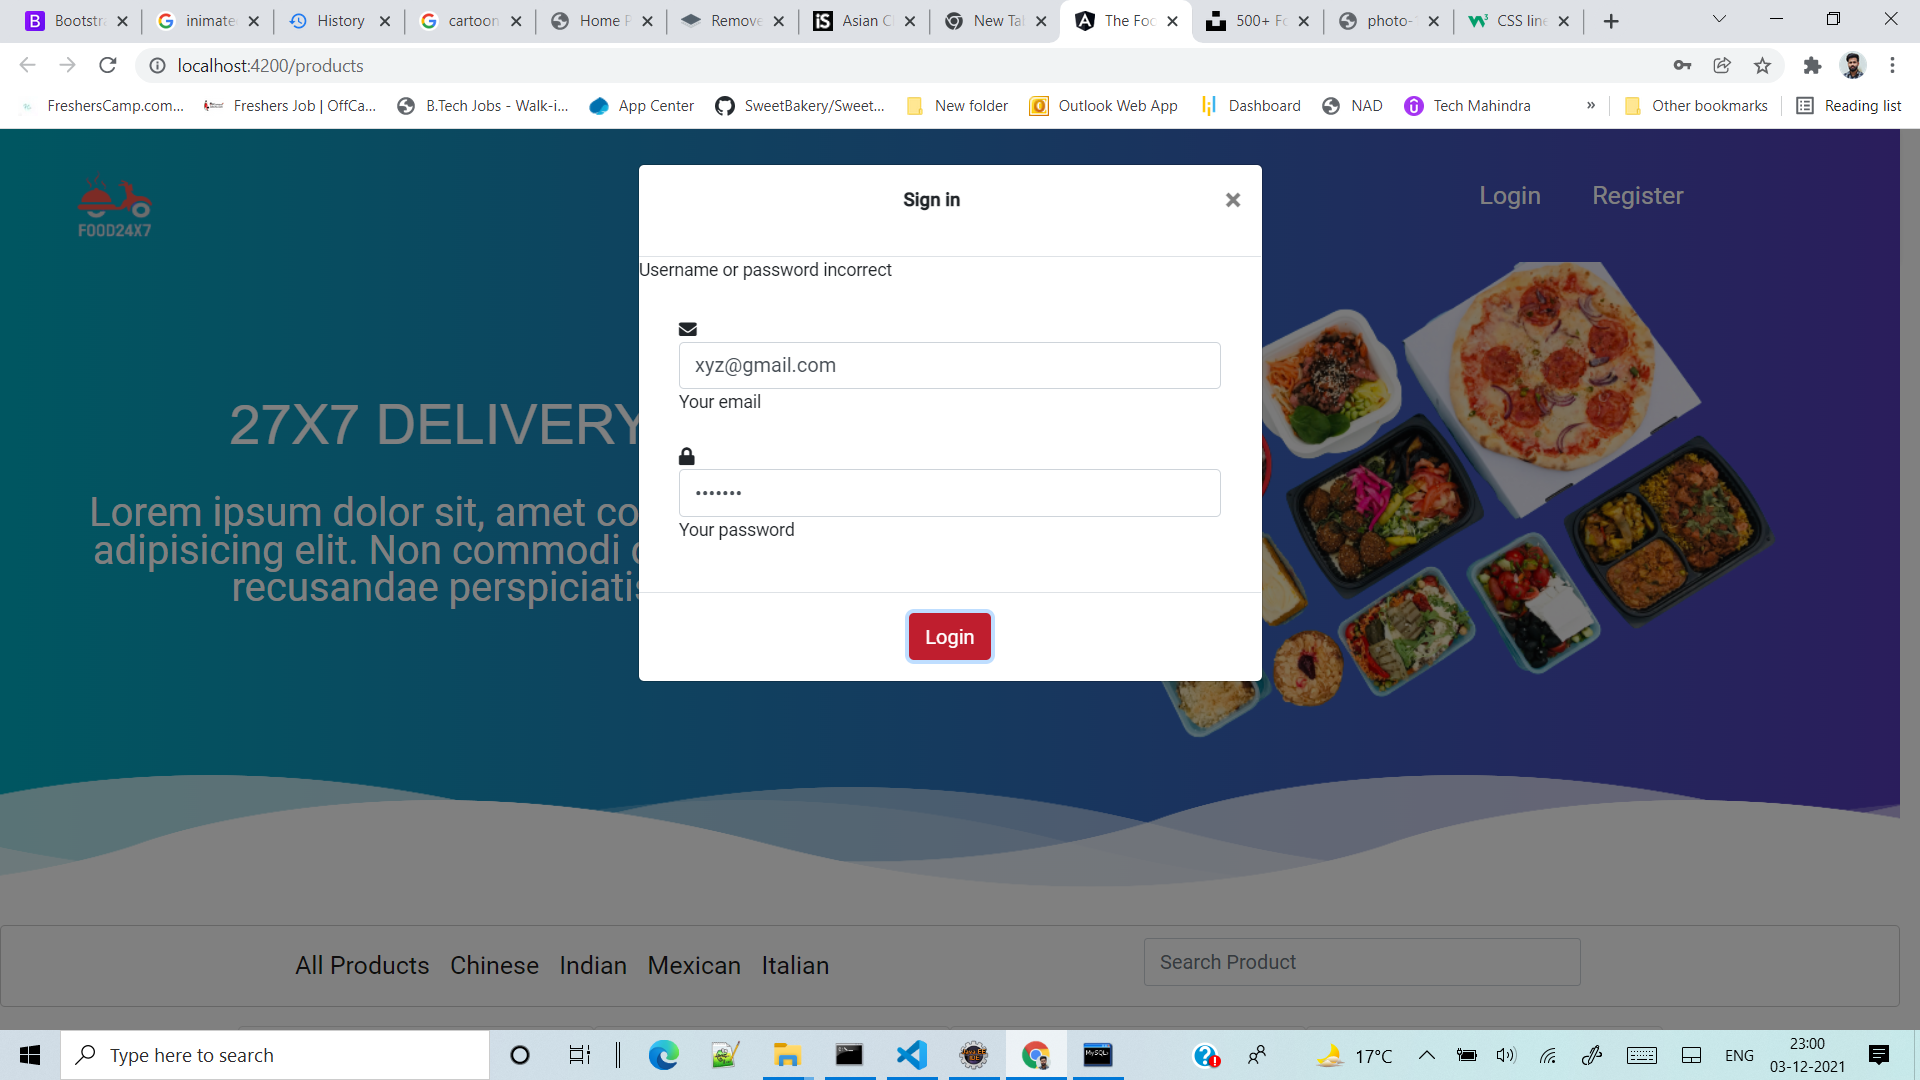 Bootstr
inimate
History
cartoon
Home P
Remove
Asian C
New Tab
The Foo
500+ Fo
photo-
CSS line
localhost:4200/products
FreshersCamp.com...
Freshers Job | OffCa...
B.Tech Jobs - Walk-i...
App Center
SweetBakery/Sweet...
New folder
Outlook Web App
Dashboard
NAD
Tech Mahindra
»
Other bookmarks
Reading list
FOOD24X7
Login
Register
Sign in
×
Username or password incorrect
xyz@gmail.com
Your email
•••••••
Your password
Login
27X7 DELIVERY
Lorem ipsum dolor sit, amet co
adipisicing elit. Non commodi
recusandae perspiciatis
All Products Chinese Indian Mexican Italian
Search Product
Type here to search
17°C
ENG
23:00
03-12-2021